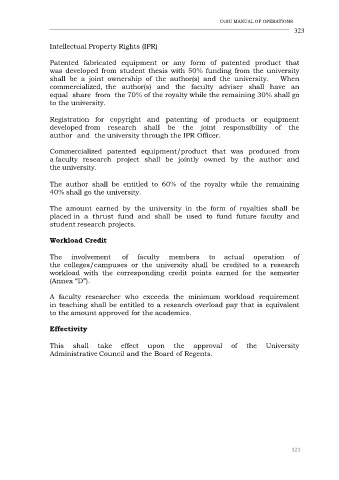 CvSU MANUAL OF OPERATIONS
323
Intellectual Property Rights (IPR)
Patented fabricated equipment or any form of patented product that
was developed from student thesis with 50% funding from the university
shall be a joint ownership of the author(s) and the university. When
commercialized, the author(s) and the faculty adviser shall have an
equal share from the 70% of the royalty while the remaining 30% shall go
to the university.
Registration for copyright and patenting of products or equipment
developed from research shall be the joint responsibility of the
author and the university through the IPR Officer.
Commercialized patented equipment/product that was produced from
a faculty research project shall be jointly owned by the author and
the university.
The author shall be entitled to 60% of the royalty while the remaining
40% shall go the university.
The amount earned by the university in the form of royalties shall be
placed in a thrust fund and shall be used to fund future faculty and
student research projects.
Workload Credit
The involvement of faculty members to actual operation of
the colleges/campuses or the university shall be credited to a research
workload with the corresponding credit points earned for the semester
(Annex "D").
A faculty researcher who exceeds the minimum workload requirement
in teaching shall be entitled to a research overload pay that is equivalent
to the amount approved for the academics.
Effectivity
This shall take effect upon the approval of the University
Administrative Council and the Board of Regents.
323